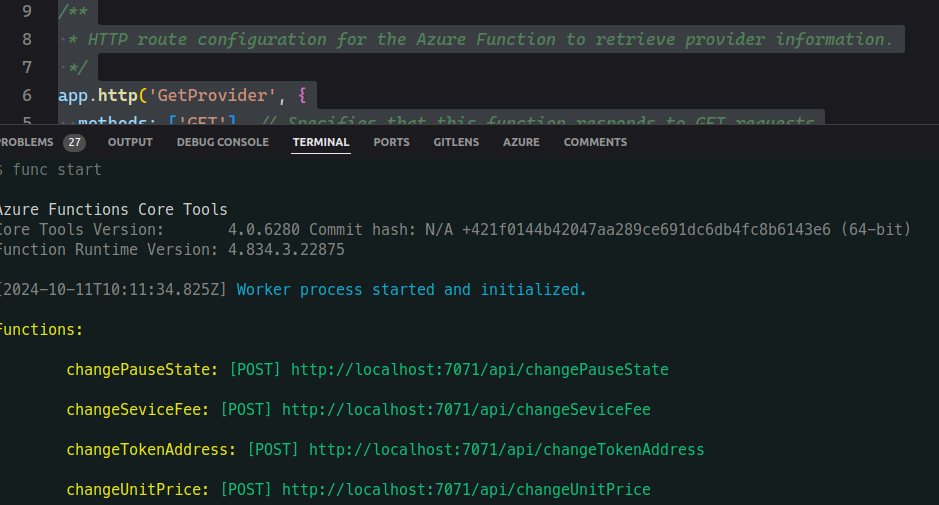 9 /**
8 * HTTP route configuration for the Azure Function to retrieve provider information.
7 */
6 app.http('GetProvider', {
5 methods: ['GET'], // Specifies that this function responds to GET requests
PROBLEMS 27 OUTPUT DEBUG CONSOLE TERMINAL PORTS GITLENS AZURE COMMENTS
$ func start
Azure Functions Core Tools
Core Tools Version: 4.0.6280 Commit hash: N/A +421f0144b42047aa289ce691dc6db4fc8b6143e6 (64-bit)
Function Runtime Version: 4.834.3.22875
[2024-10-11T10:11:34.825Z] Worker process started and initialized.
Functions:
changePauseState: [POST] http://localhost:7071/api/changePauseState
changeSeviceFee: [POST] http://localhost:7071/api/changeSeviceFee
changeTokenAddress: [POST] http://localhost:7071/api/changeTokenAddress
changeUnitPrice: [POST] http://localhost:7071/api/changeUnitPrice